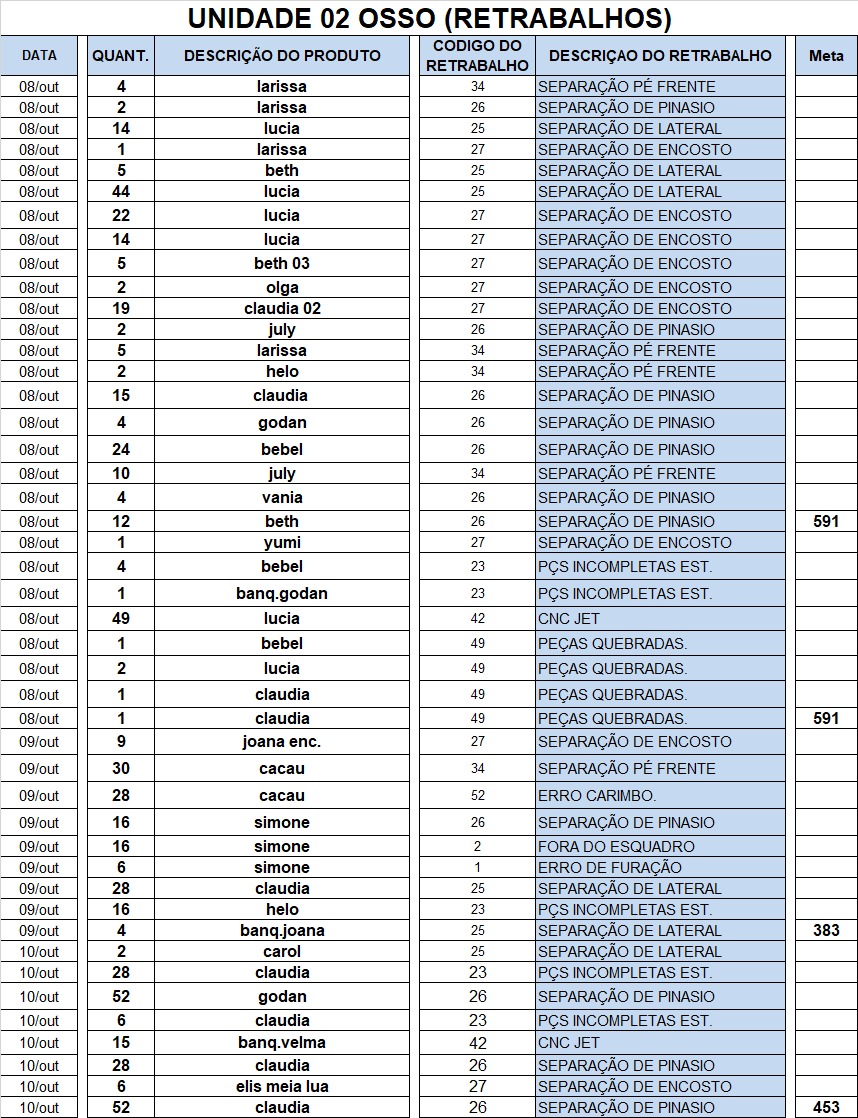 UNIDADE 02 OSSO (RETRABALHOS)
DATA QUANT. DESCRIÇÃO DO PRODUTO CODIGO DO RETRABALHO DESCRIÇAO DO RETRABALHO Meta
08/out 4 larissa 34 SEPARAÇÃO PÉ FRENTE
08/out 2 larissa 26 SEPARAÇÃO DE PINASIO
08/out 14 lucia 25 SEPARAÇÃO DE LATERAL
08/out 1 larissa 27 SEPARAÇÃO DE ENCOSTO
08/out 5 beth 25 SEPARAÇÃO DE LATERAL
08/out 44 lucia 25 SEPARAÇÃO DE LATERAL
08/out 22 lucia 27 SEPARAÇÃO DE ENCOSTO
08/out 14 lucia 27 SEPARAÇÃO DE ENCOSTO
08/out 5 beth 03 27 SEPARAÇÃO DE ENCOSTO
08/out 2 olga 27 SEPARAÇÃO DE ENCOSTO
08/out 19 claudia 02 27 SEPARAÇÃO DE ENCOSTO
08/out 2 july 26 SEPARAÇÃO DE PINASIO
08/out 5 larissa 34 SEPARAÇÃO PÉ FRENTE
08/out 2 helo 34 SEPARAÇÃO PÉ FRENTE
08/out 15 claudia 26 SEPARAÇÃO DE PINASIO
08/out 4 godan 26 SEPARAÇÃO DE PINASIO
08/out 24 bebel 26 SEPARAÇÃO DE PINASIO
08/out 10 july 34 SEPARAÇÃO PÉ FRENTE
08/out 4 vania 26 SEPARAÇÃO DE PINASIO
08/out 12 beth 26 SEPARAÇÃO DE PINASIO 591
08/out 1 yumi 27 SEPARAÇÃO DE ENCOSTO
08/out 4 bebel 23 PÇS INCOMPLETAS EST.
08/out 1 banq.godan 23 PÇS INCOMPLETAS EST.
08/out 49 lucia 42 CNC JET
08/out 1 bebel 49 PEÇAS QUEBRADAS.
08/out 2 lucia 49 PEÇAS QUEBRADAS.
08/out 1 claudia 49 PEÇAS QUEBRADAS.
08/out 1 claudia 49 PEÇAS QUEBRADAS. 591
09/out 9 joana enc. 27 SEPARAÇÃO DE ENCOSTO
09/out 30 cacau 34 SEPARAÇÃO PÉ FRENTE
09/out 28 cacau 52 ERRO CARIMBO.
09/out 16 simone 26 SEPARAÇÃO DE PINASIO
09/out 16 simone 2 FORA DO ESQUADRO
09/out 6 simone 1 ERRO DE FURAÇÃO
09/out 28 claudia 25 SEPARAÇÃO DE LATERAL
09/out 16 helo 23 PÇS INCOMPLETAS EST.
09/out 4 banq.joana 25 SEPARAÇÃO DE LATERAL 383
10/out 2 carol 25 SEPARAÇÃO DE LATERAL
10/out 28 claudia 23 PÇS INCOMPLETAS EST.
10/out 52 godan 26 SEPARAÇÃO DE PINASIO
10/out 6 claudia 23 PÇS INCOMPLETAS EST.
10/out 15 banq.velma 42 CNC JET
10/out 28 claudia 26 SEPARAÇÃO DE PINASIO
10/out 6 elis meia lua 27 SEPARAÇÃO DE ENCOSTO
10/out 52 claudia 26 SEPARAÇÃO DE PINASIO 453